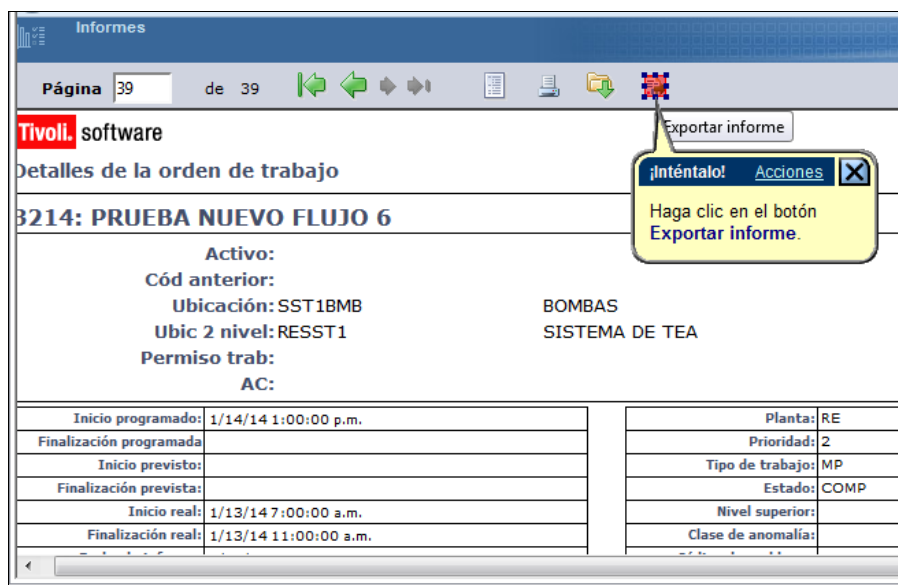 Informes
Página 39 de 39
Exportar informe
Tivoli. software
¡Inténtalo! Acciones
Detalles de la orden de trabajo
Haga clic en el botón
Exportar informe.
3214: PRUEBA NUEVO FLUJO 6
Activo:
Cód anterior:
Ubicación: SST1BMB BOMBAS
Ubic 2 nivel: RESST1 SISTEMA DE TEA
Permiso trab:
AC:
Inicio programado: 1/14/14 1:00:00 p.m. Planta: RE
Finalización programada Prioridad: 2
Inicio previsto: Tipo de trabajo: MP
Finalización prevista: Estado: COMP
Inicio real: 1/13/14 7:00:00 a.m. Nivel superior:
Finalización real: 1/13/14 11:00:00 a.m. Clase de anomalía: